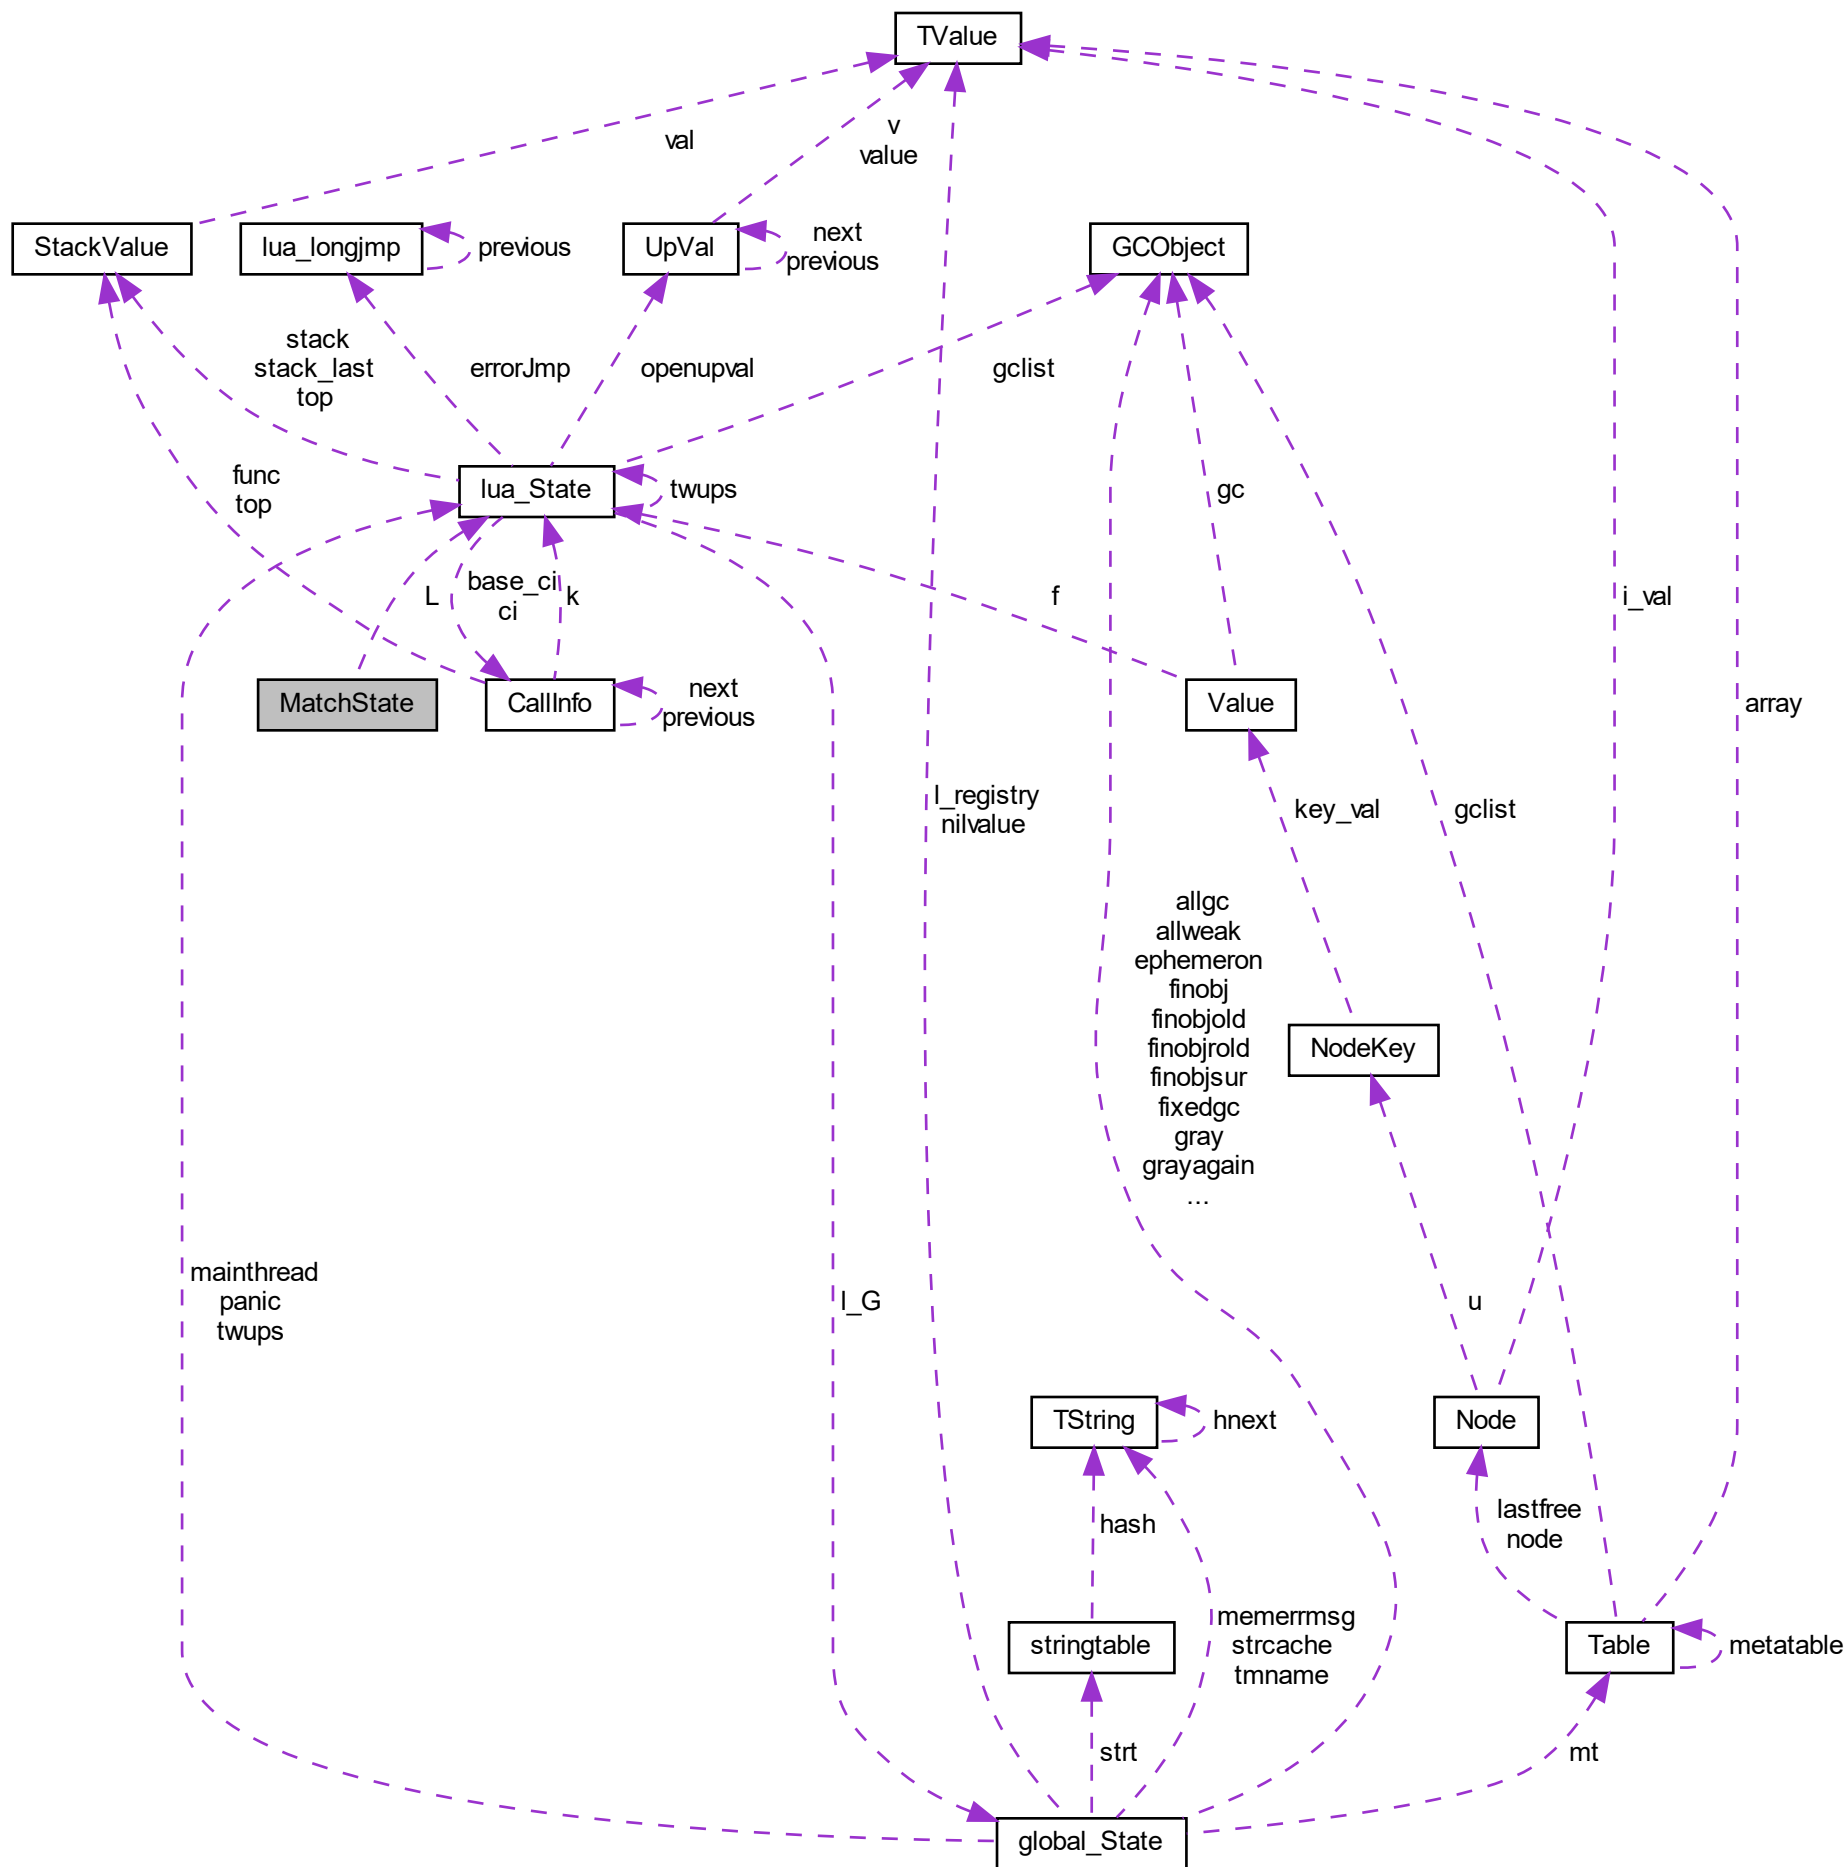 TValue
v
value
val
StackValue
lua_longjmp
previous
UpVal
next
previous
GCObject
stack
stack_last
top
errorJmp
openupval
gclist
func
top
lua_State
twups
gc
L
base_ci
ci
k
f
i_val
MatchState
CallInfo
next
previous
Value
array
l_registry
nilvalue
key_val
gclist
allgc
allweak
ephemeron
finobj
finobjold
finobjrold
finobjsur
fixedgc
gray
grayagain
...
NodeKey
mainthread
panic
twups
l_G
u
TString
hnext
Node
hash
lastfree
node
stringtable
memerrmsg
strcache
tmname
Table
metatable
strt
mt
global_State